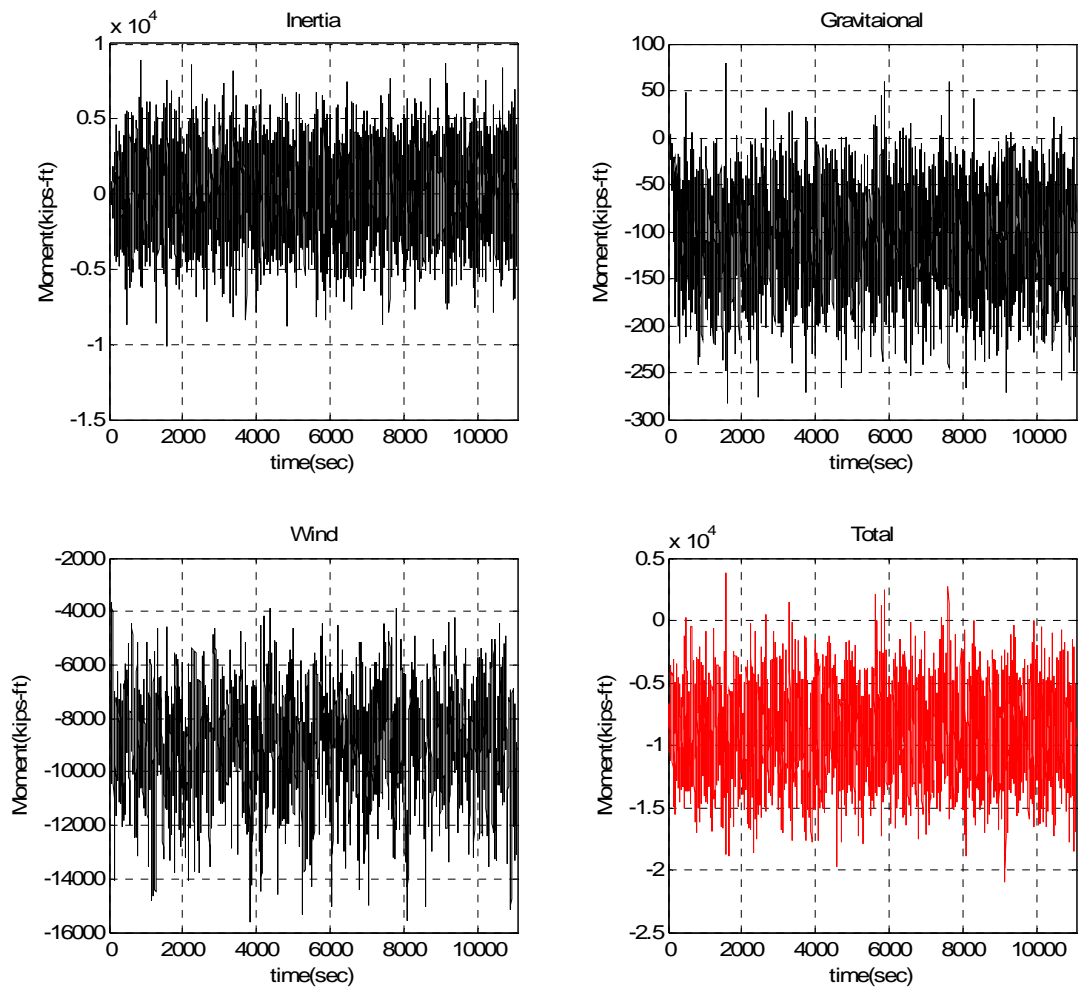 Inertia
x 10^4
1
0.5
0
-0.5
-1
-1.5
Moment(kips-ft)
0 2000 4000 6000 8000 10000
time(sec)
Gravitaional
100
50
0
-50
-100
-150
-200
-250
-300
Moment(kips-ft)
0 2000 4000 6000 8000 10000
time(sec)
Wind
-2000
-4000
-6000
-8000
-10000
-12000
-14000
-16000
Moment(kips-ft)
0 2000 4000 6000 8000 10000
time(sec)
Total
x 10^4
0.5
0
-0.5
-1
-1.5
-2
-2.5
Moment(kips-ft)
0 2000 4000 6000 8000 10000
time(sec)